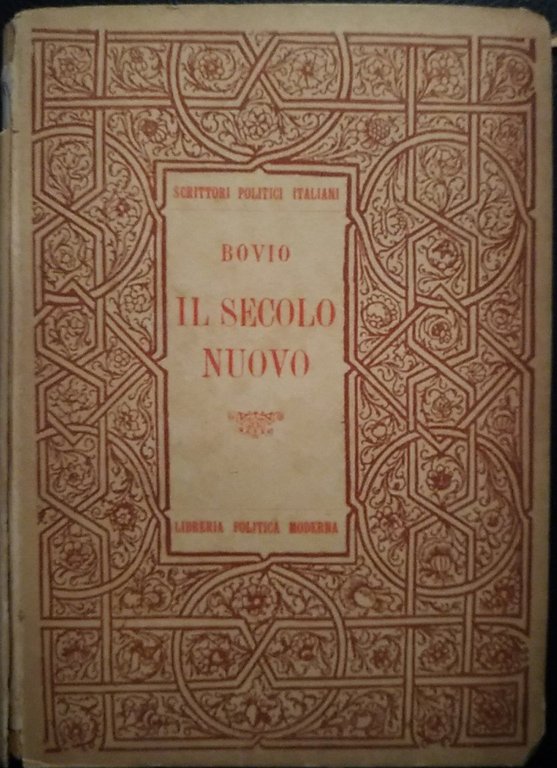 SCRITTORI POLITICI ITALIANI
BOVIO
IL SECOLO
NUOVO
LIBRERIA POLITICA MODERNA